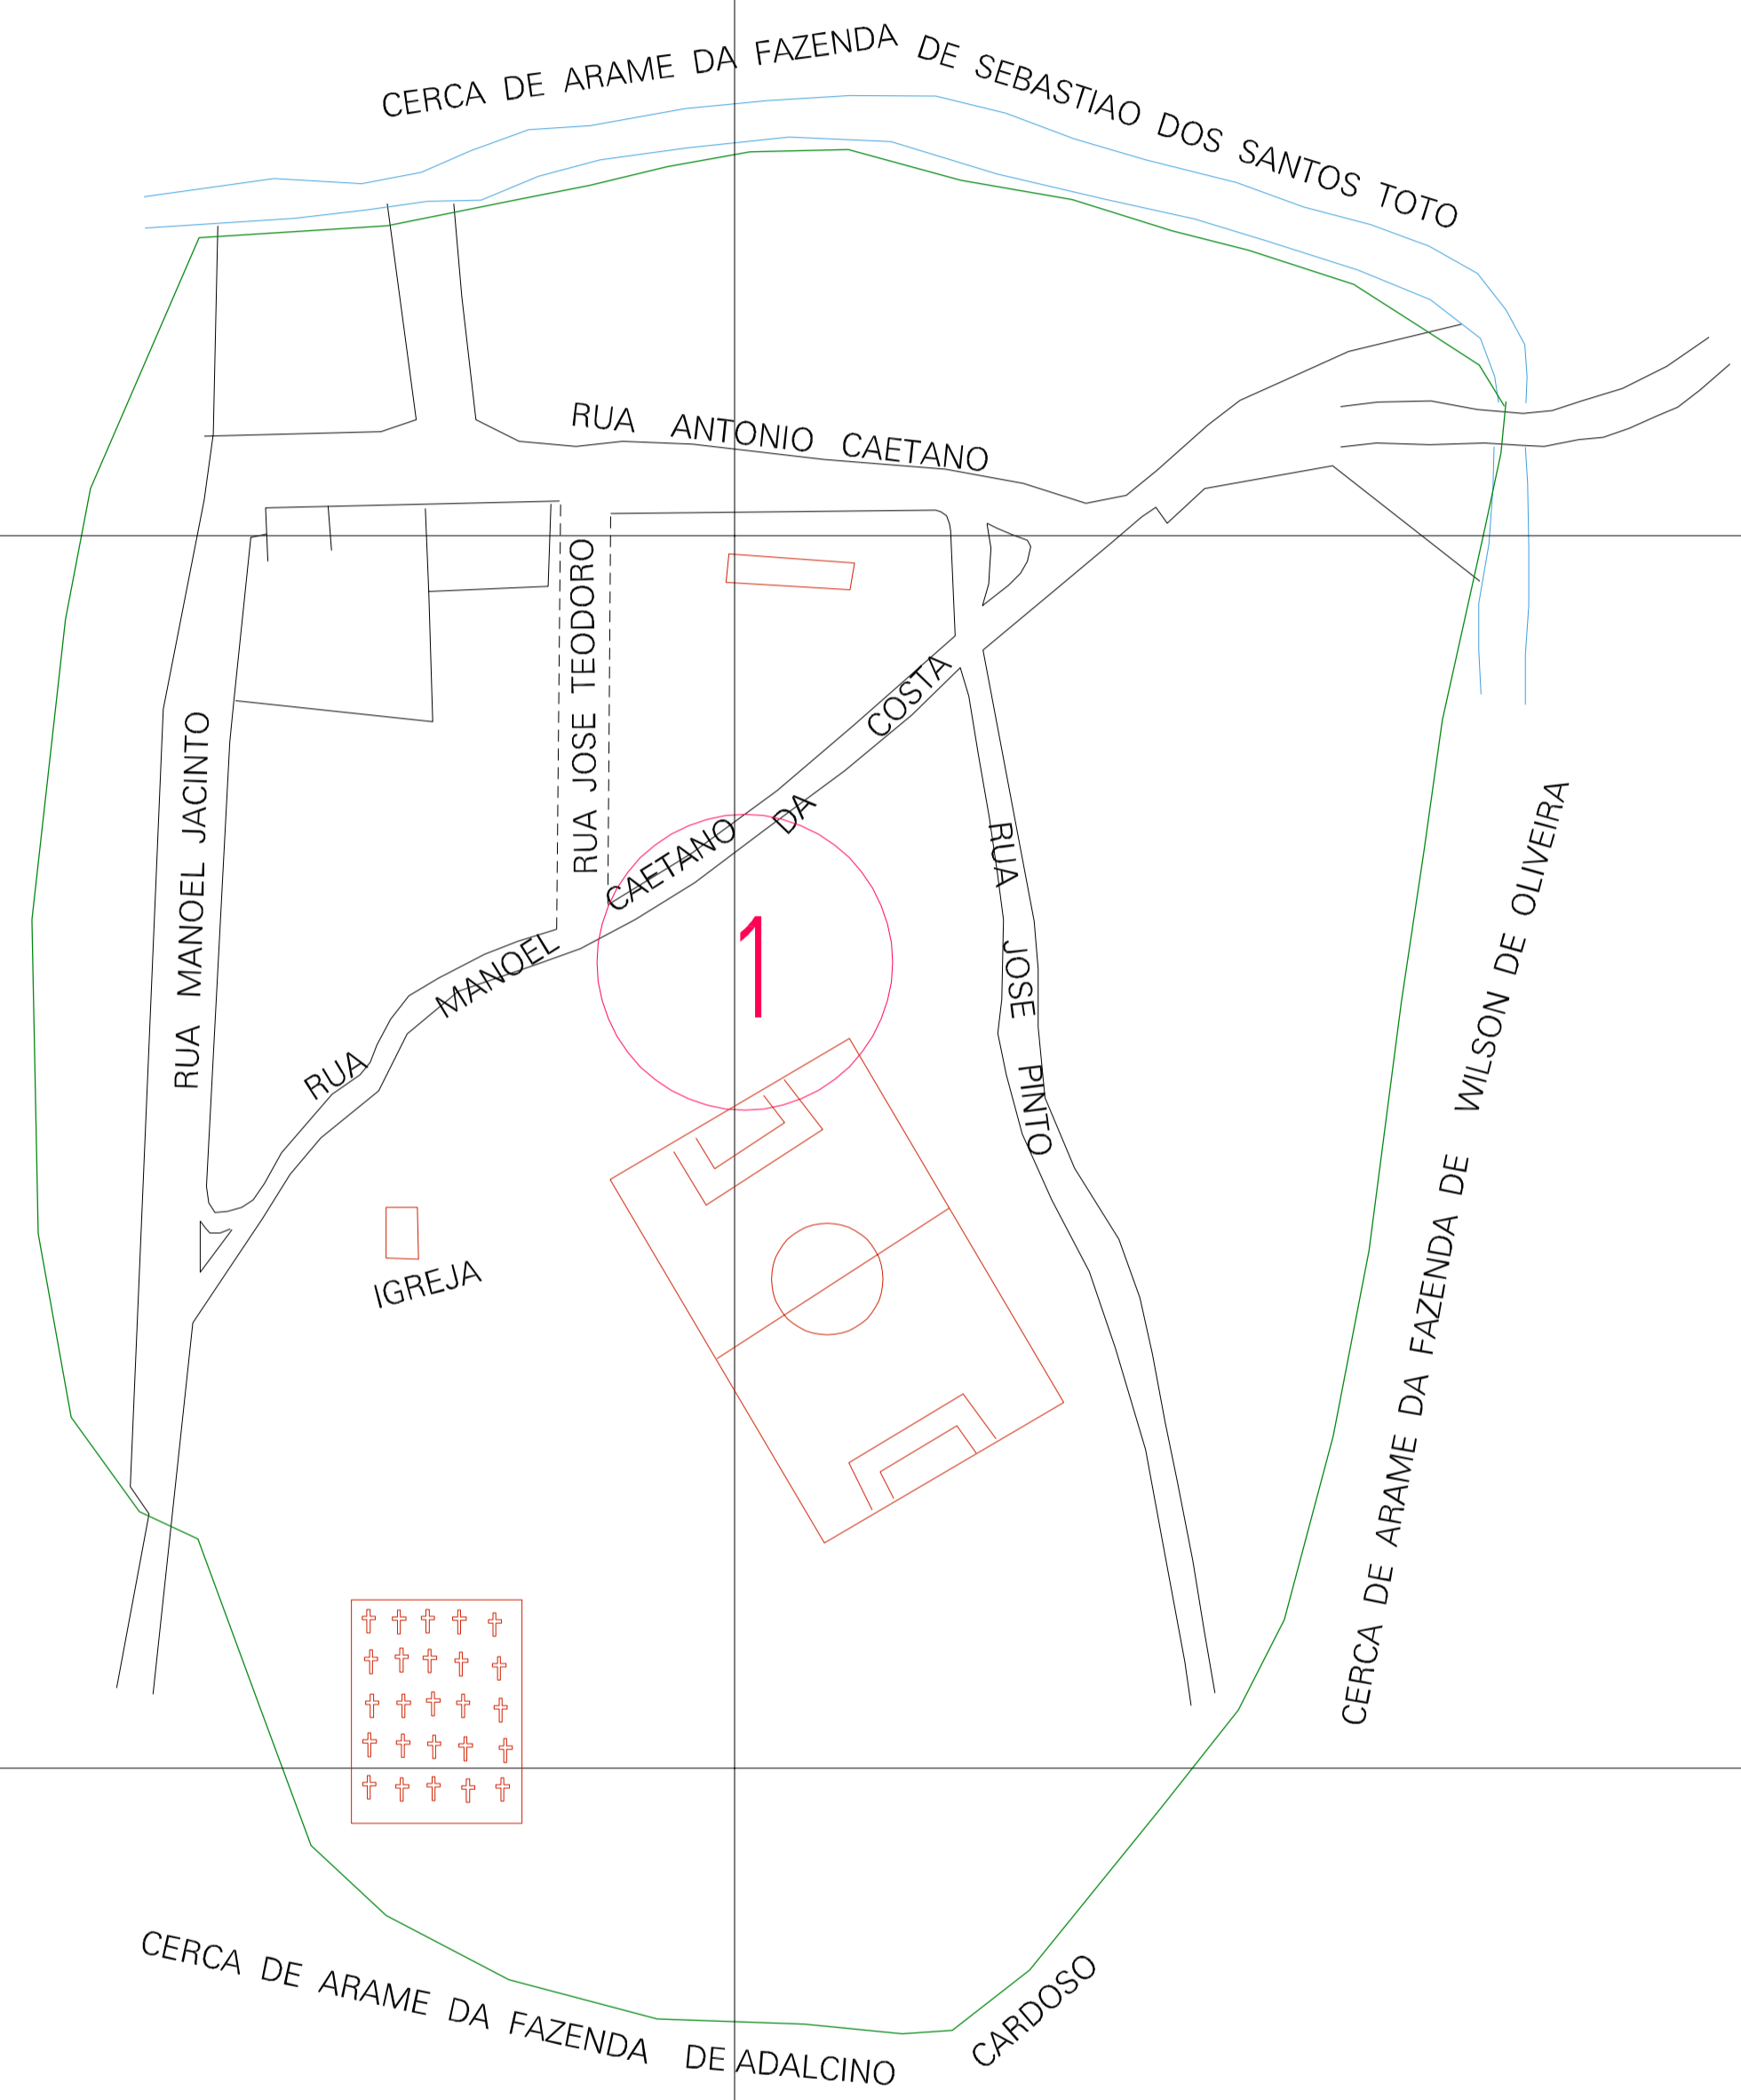 CERCA DE ARAME DA FAZENDA DE SEBASTIAO DOS SANTOS TOTO
RUA ANTONIO CAETANO
RUA JOSE TEODORO
RUA MANOEL JACINTO
RUA MANOEL CAETANO DA COSTA
1
RUA JOSE PINTO
CERCA DE ARAME DA FAZENDA DE WILSON DE OLIVEIRA
IGREJA
CERCA DE ARAME DA FAZENDA DE ADALCINO CARDOSO